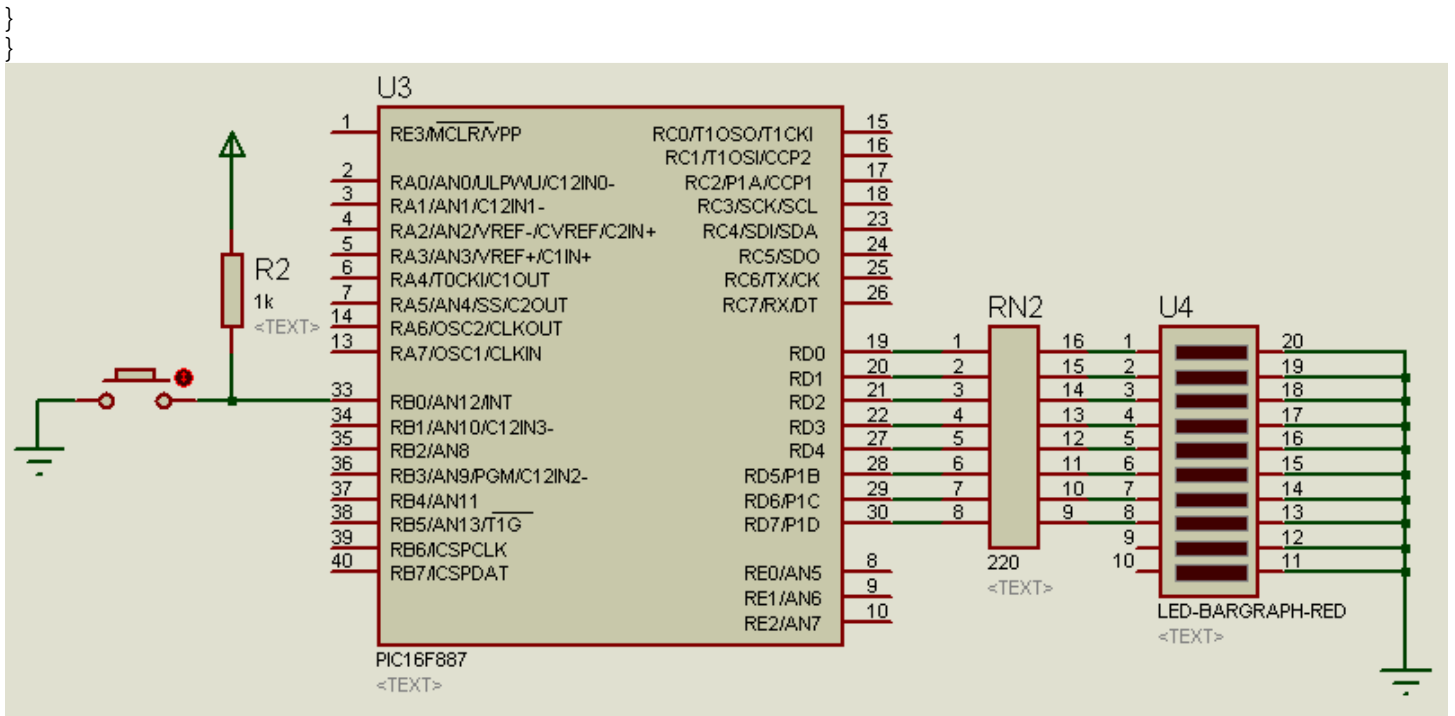 }
}
U3
1 RE3/MCLR/VPP RC0/T1OSO/T1CKI 15
RC1/T1OSI/CCP2 16
2 RA0/AN0/ULPWU/C12IN0- RC2/P1A/CCP1 17
3 RA1/AN1/C12IN1- RC3/SCK/SCL 18
4 RA2/AN2/VREF-/CVREF/C2IN+ RC4/SDI/SDA 23
5 RA3/AN3/VREF+/C1IN+ RC5/SDO 24
6 RA4/T0CKI/C1OUT RC6/TX/CK 25
7 RA5/AN4/SS/C2OUT RC7/RX/DT 26
14 RA6/OSC2/CLKOUT
13 RA7/OSC1/CLKIN RD0 19
RD1 20
33 RB0/AN12/INT RD2 21
34 RB1/AN10/C12IN3- RD3 22
35 RB2/AN8 RD4 27
36 RB3/AN9/PGM/C12IN2- RD5/P1B 28
37 RB4/AN11 RD6/P1C 29
38 RB5/AN13/T1G RD7/P1D 30
39 RB6/ICSPCLK
40 RB7/ICSPDAT RE0/AN5 8
RE1/AN6 9
RE2/AN7 10
PIC16F887
<TEXT>
R2
1k
<TEXT>
RN2
1 16
2 15
3 14
4 13
5 12
6 11
7 10
8 9
220
<TEXT>
U4
1 20
2 19
3 18
4 17
5 16
6 15
7 14
8 13
9 12
10 11
LED-BARGRAPH-RED
<TEXT>